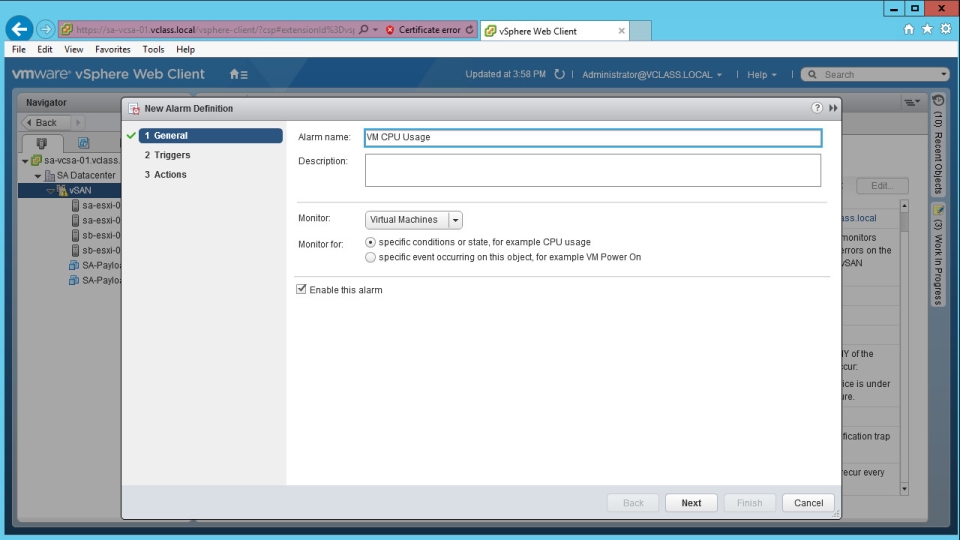 https://sa-vcsa-01.vclass.local/vsphere-client/?csp#extensionId%3Dvsp
Certificate error
vSphere Web Client
File Edit View Favorites Tools Help
vmware® vSphere Web Client
Updated at 3:58 PM
Administrator@VCLASS.LOCAL
Help
Search
Navigator
Back
sa-vcsa-01.vclass.
SA Datacenter
vSAN
sa-esxi-0
sa-esxi-0
sb-esxi-0
sb-esxi-0
SA-Payloa
SA-Payloa
New Alarm Definition
1 General
2 Triggers
3 Actions
Alarm name: VM CPU Usage
Description:
Monitor: Virtual Machines
Monitor for: specific conditions or state, for example CPU usage
specific event occurring on this object, for example VM Power On
Enable this alarm
Back Next Finish Cancel
Edit...
ass.local
monitors
errors on the
vSAN
of the
cur:
ice is under
ure.
fication trap
recur every
(10) Recent Objects
(3) Work In Progress